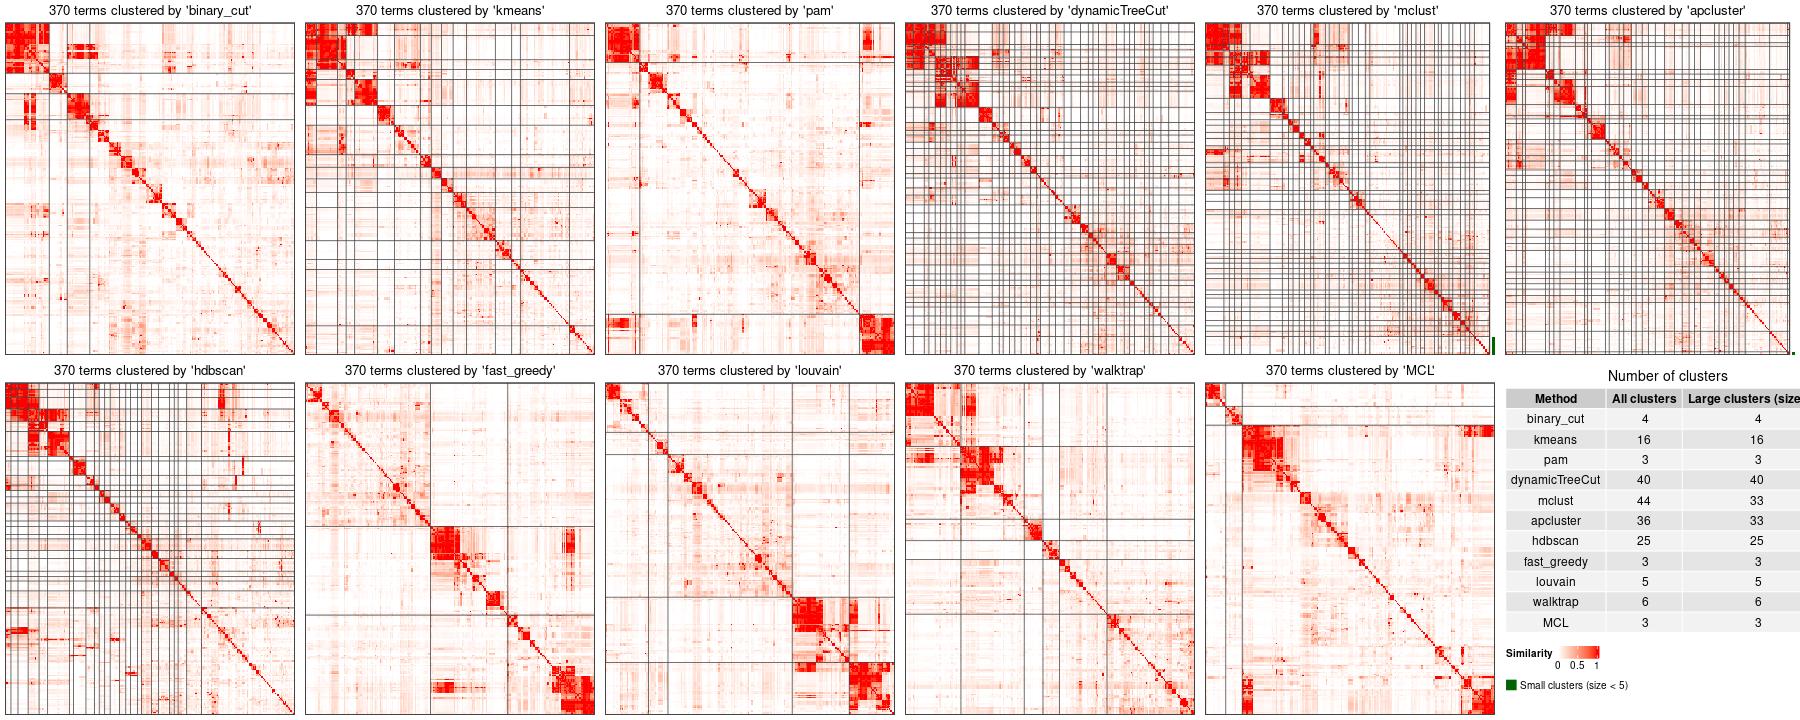 370 terms clustered by 'binary_cut'
370 terms clustered by 'kmeans'
370 terms clustered by 'pam'
370 terms clustered by 'dynamicTreeCut'
370 terms clustered by 'mclust'
370 terms clustered by 'apcluster'
370 terms clustered by 'hdbscan'
370 terms clustered by 'fast_greedy'
370 terms clustered by 'louvain'
370 terms clustered by 'walktrap'
370 terms clustered by 'MCL'
Number of clusters
Method All clusters Large clusters (size
binary_cut 4 4
kmeans 16 16
pam 3 3
dynamicTreeCut 40 40
mclust 44 33
apcluster 36 33
hdbscan 25 25
fast_greedy 3 3
louvain 5 5
walktrap 6 6
MCL 3 3
Similarity
0 0.5 1
Small clusters (size < 5)